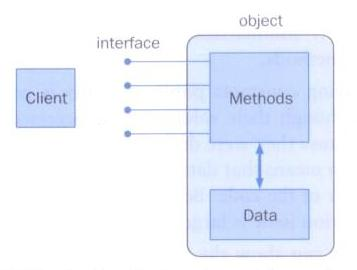 object
interface
Client
Methods
Data